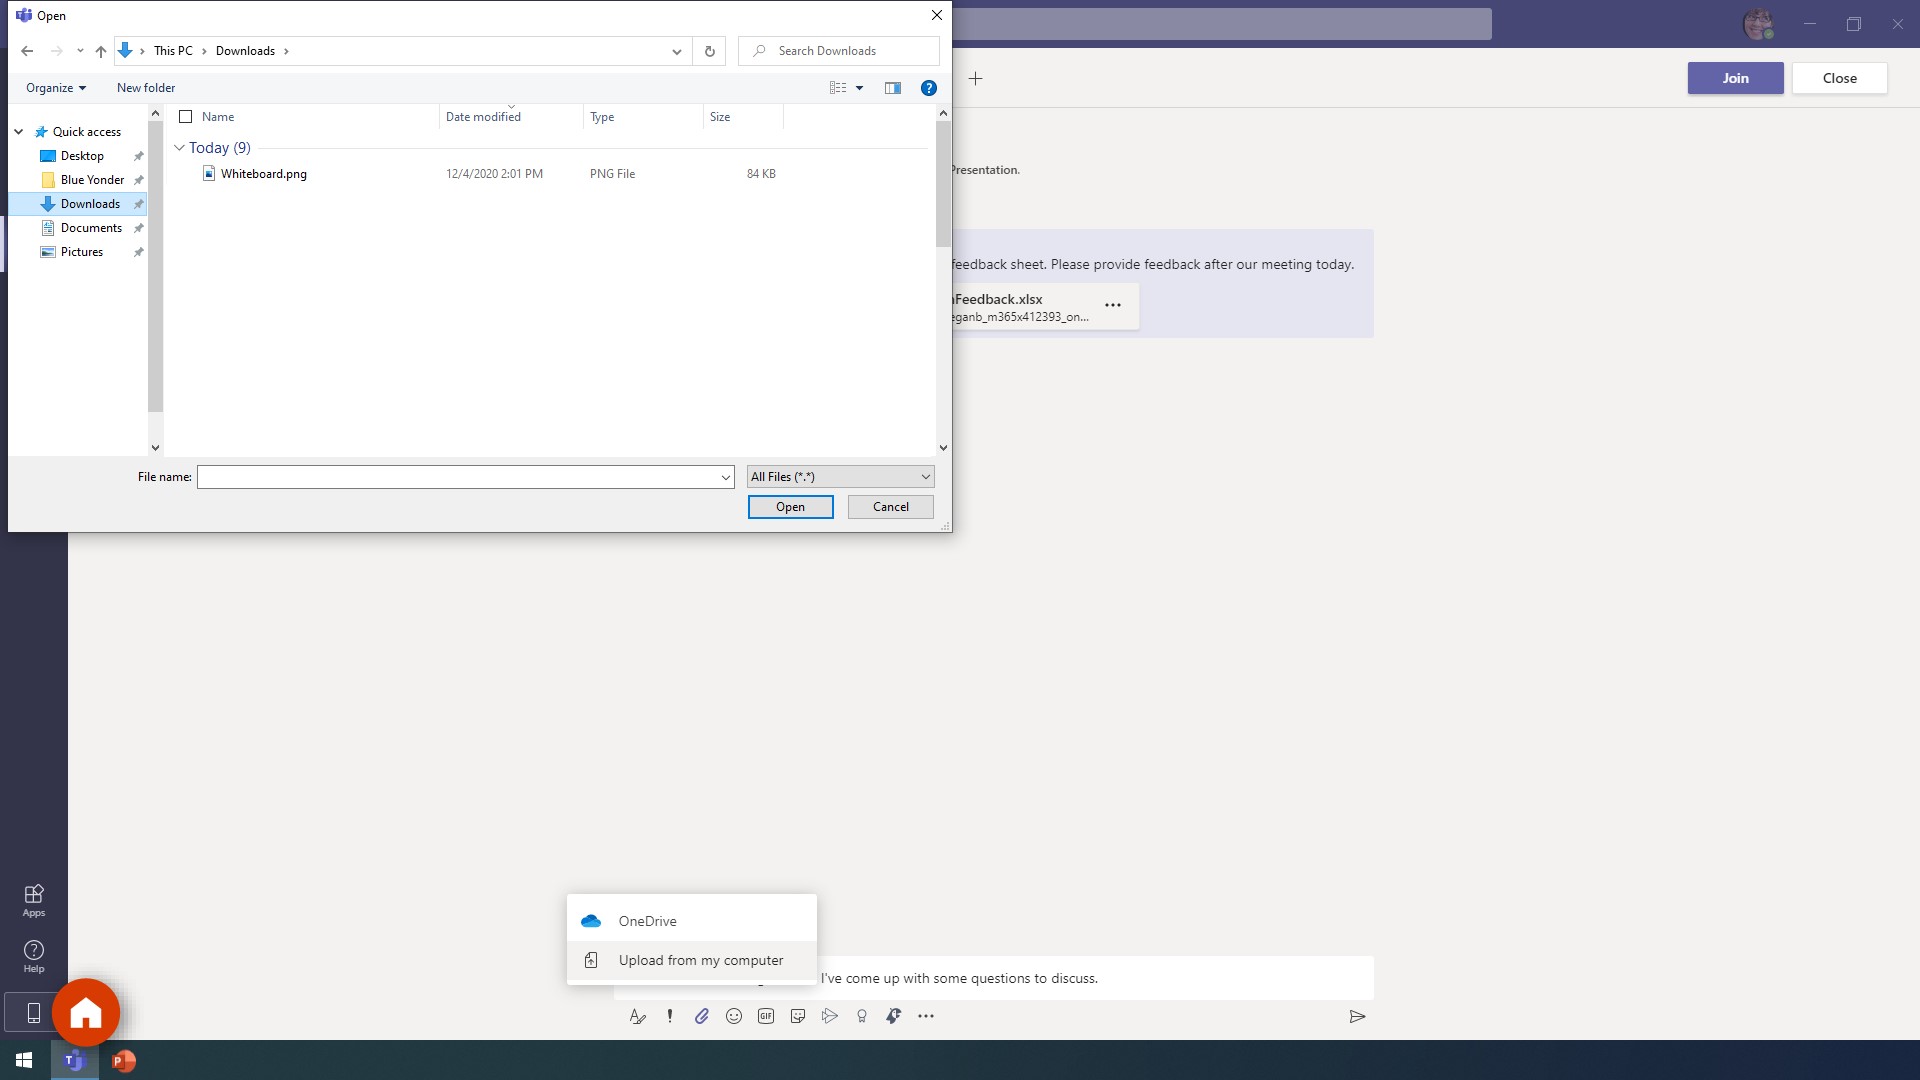 Open
This PC
Downloads
Search Downloads
Organize
New folder
?
Name
Date modified
Type
Size
Quick access
Desktop
Blue Yonder
Downloads
Documents
Pictures
Today (9)
Whiteboard.png
12/4/2020 2:01 PM
PNG File
84 KB
File name:
All Files (*.*)
Open
Cancel
Join
Close
Presentation.
feedback sheet. Please provide feedback after our meeting today.
Feedback.xlsx
eganb_m365x412393_on...
Apps
Help
OneDrive
Upload from my computer
I've come up with some questions to discuss.
GIF
T
P